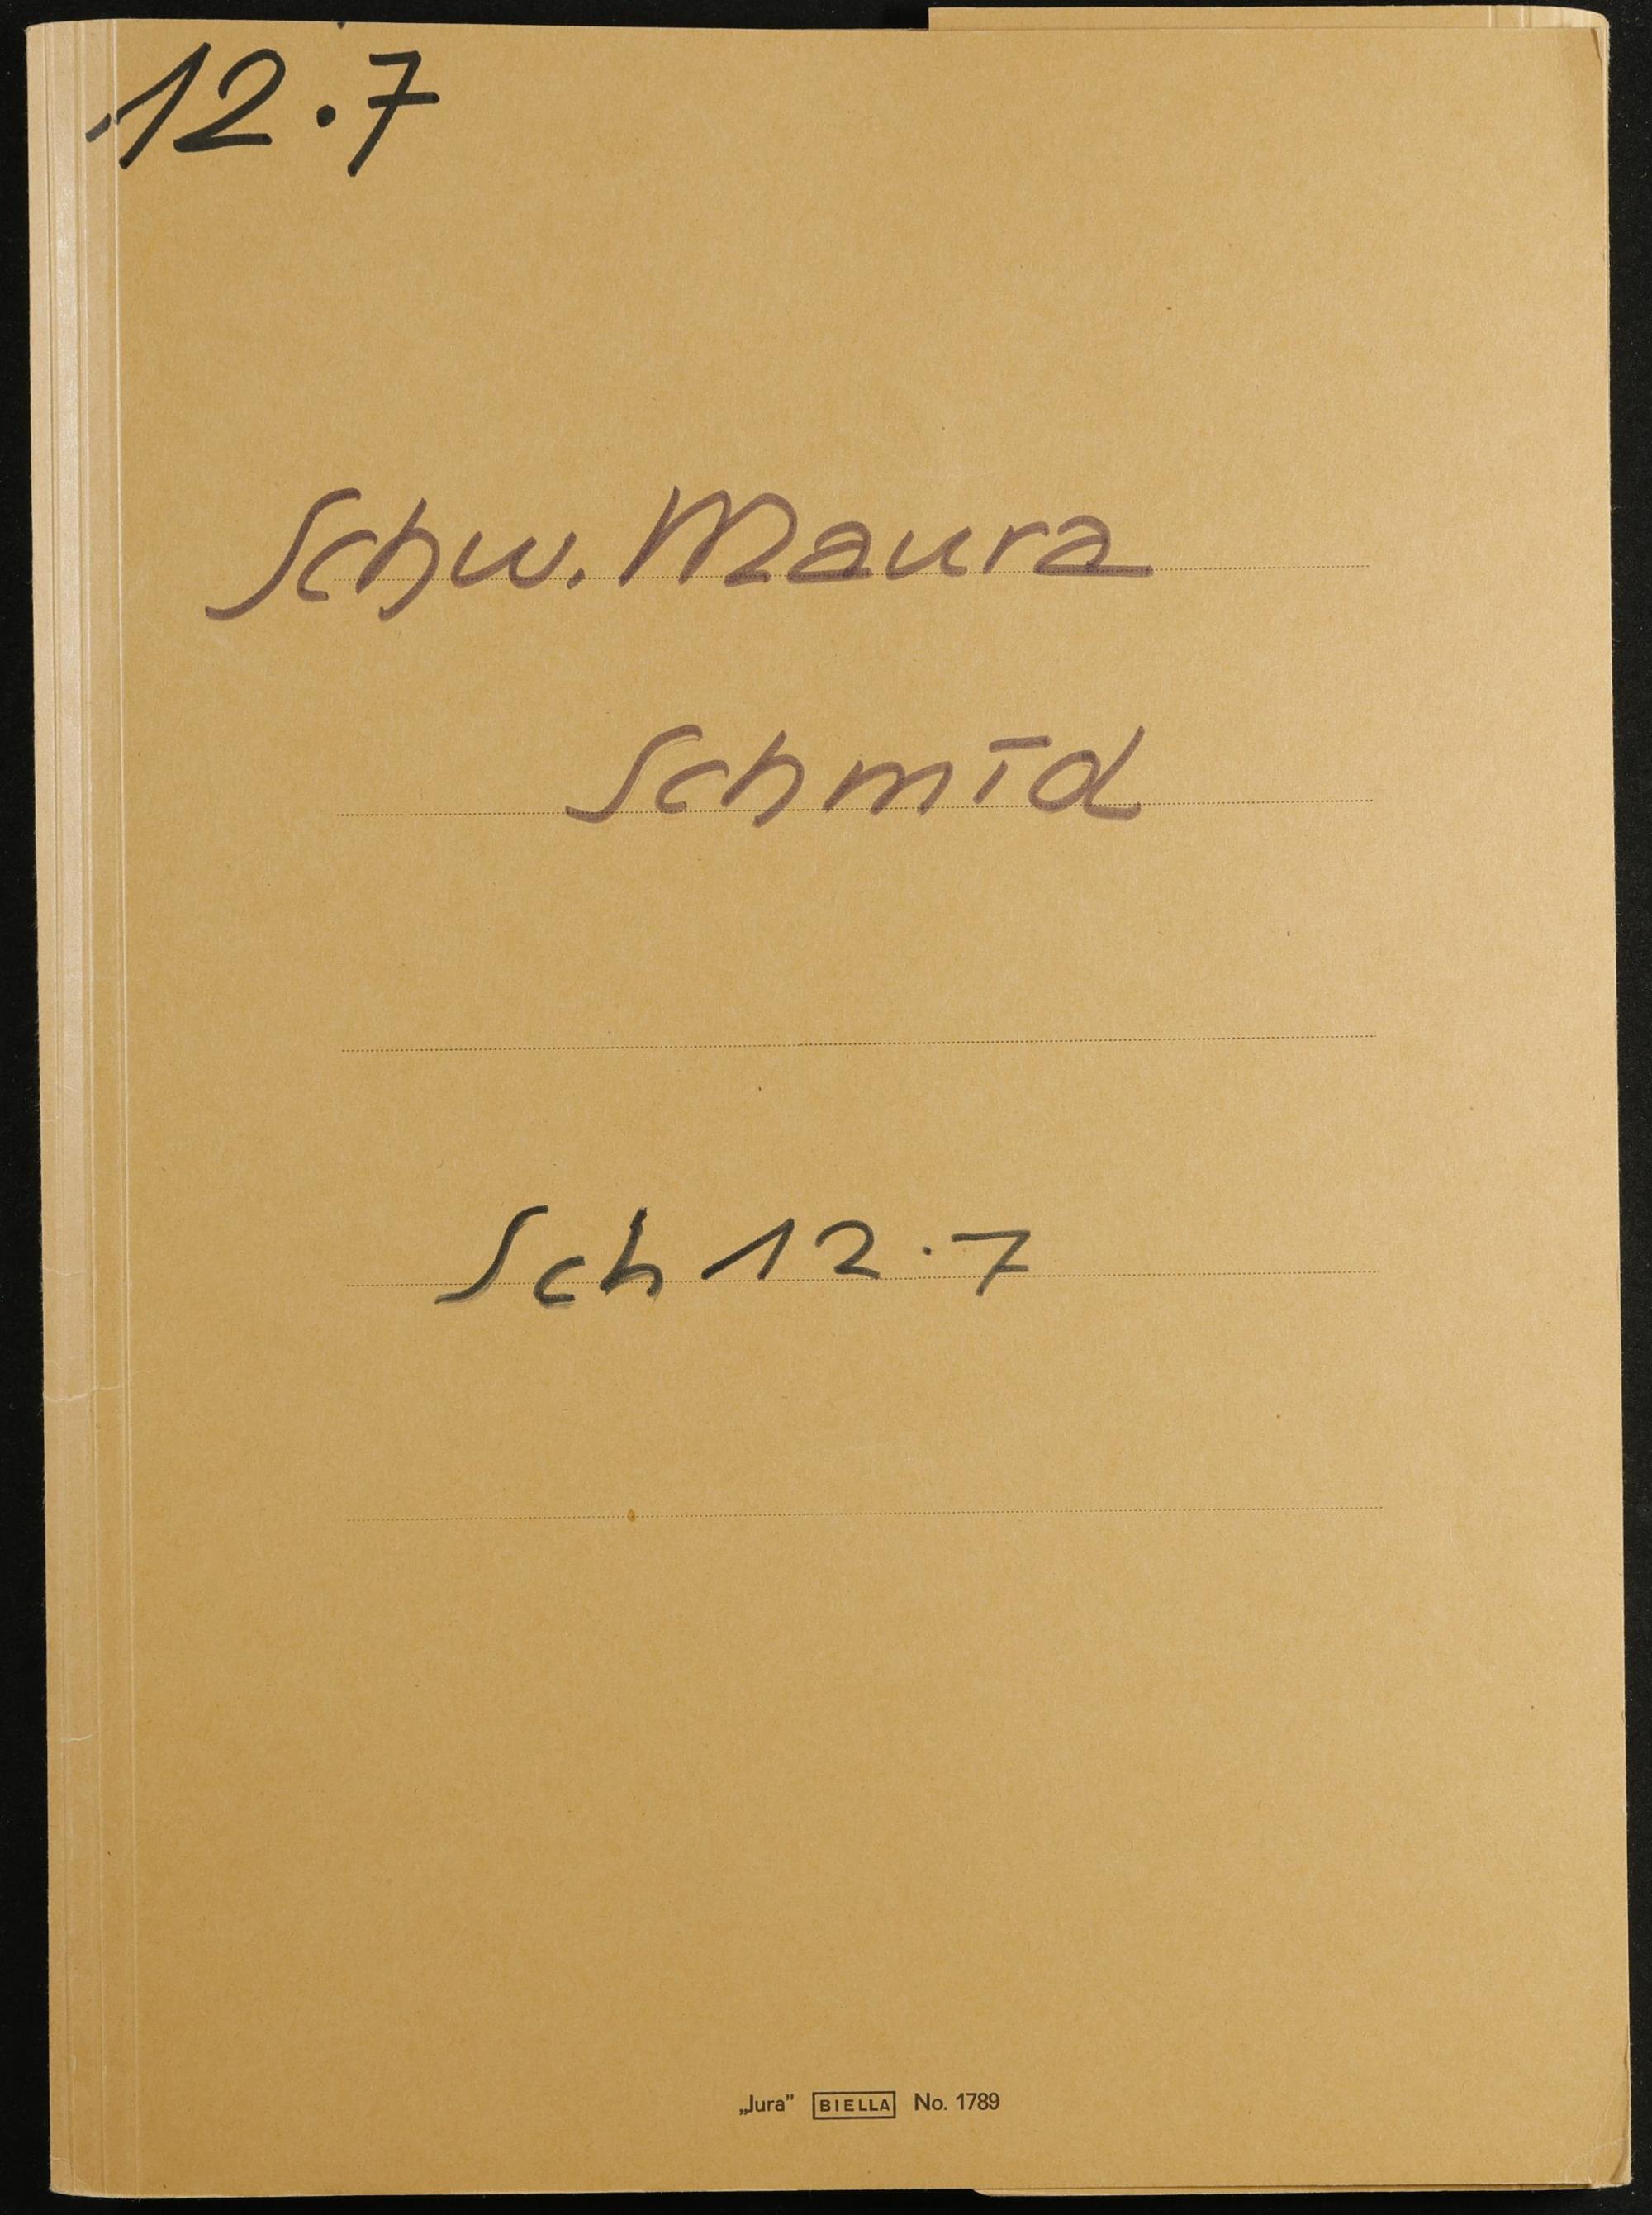 12.7
Schw. Maura
Schmid
Sch 12.7
„Jura” BIELLA No. 1789